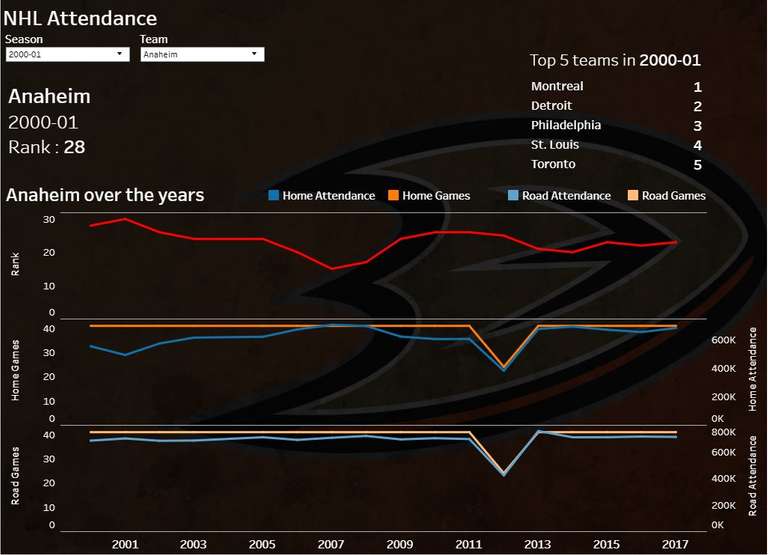 NHL Attendance
Season
Team
2000-01
Anaheim
Top 5 teams in 2000-01
Montreal 1
Detroit 2
Philadelphia 3
St. Louis 4
Toronto 5
Anaheim
2000-01
Rank : 28
Anaheim over the years
Home Attendance
Home Games
Road Attendance
Road Games
Rank
30
20
10
0
Home Games
40
30
20
10
0
600K
400K
200K
0K
Home Attendance
Road Games
40
30
20
10
0
800K
600K
400K
200K
0K
Road Attendance
2001 2003 2005 2007 2009 2011 2013 2015 2017